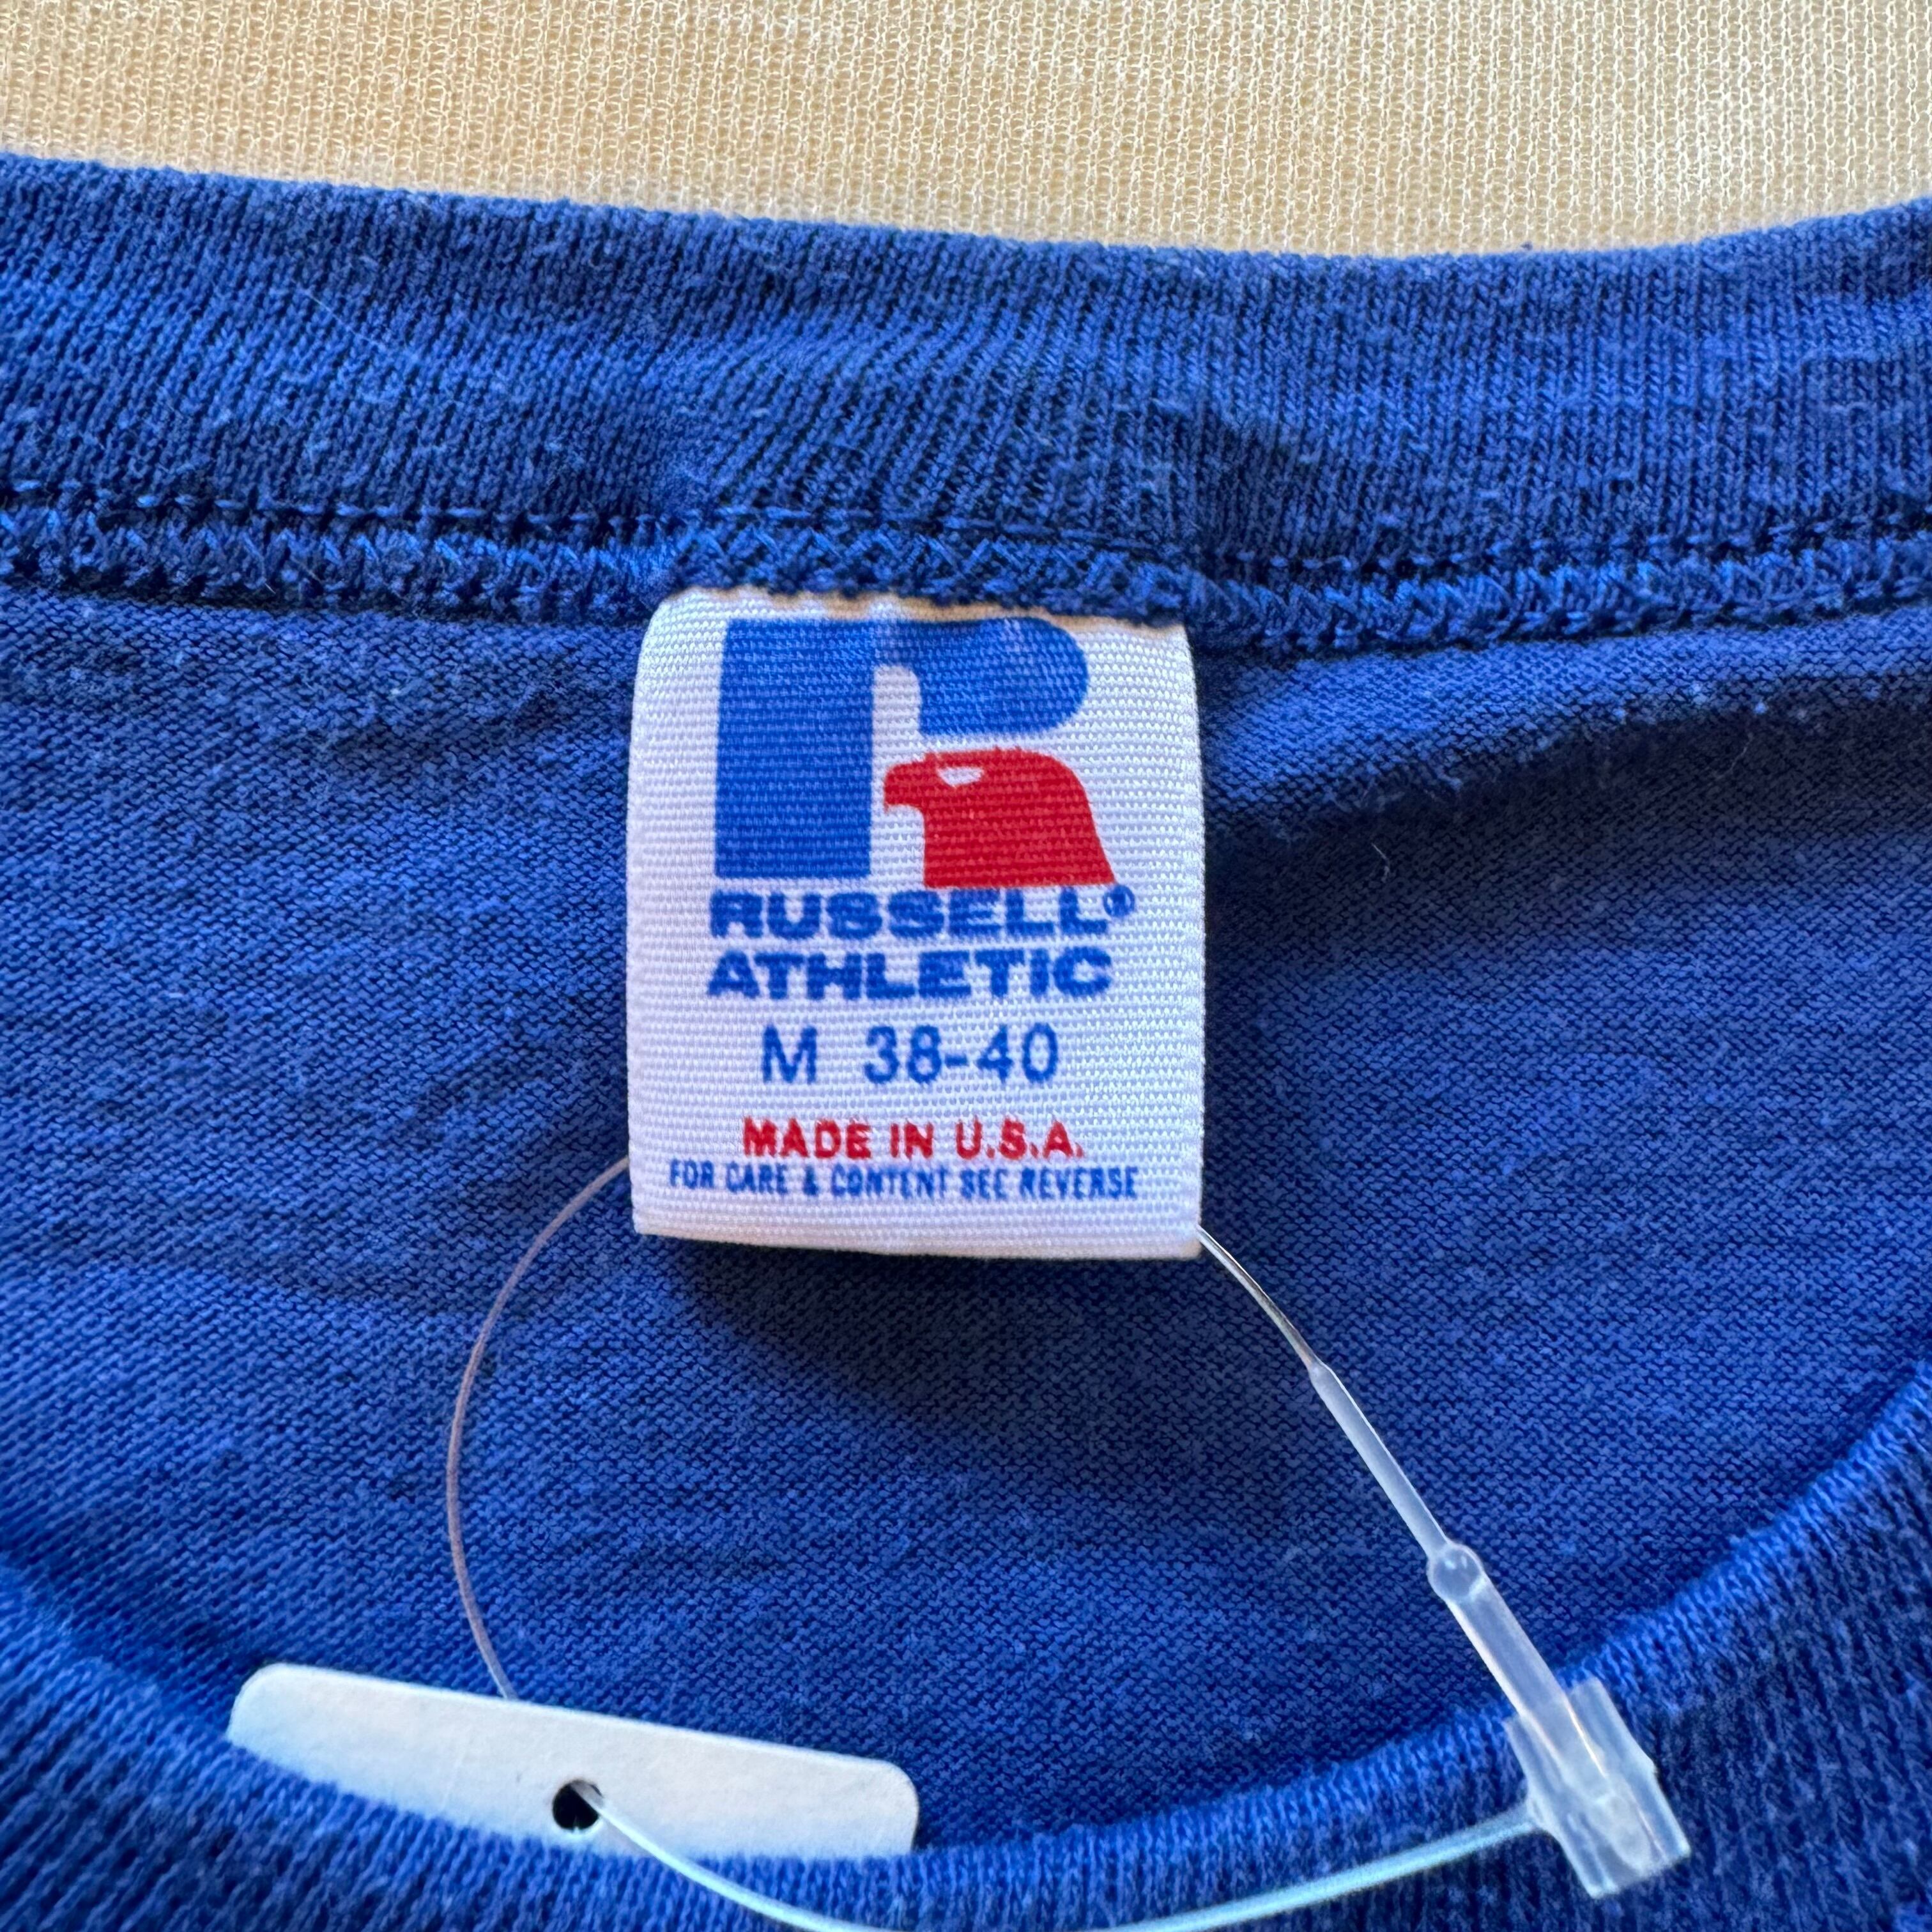 RUSSELL®
ATHLETIC
M 38-40
MADE IN U.S.A.
FOR CARE & CONTENT SEE REVERSE